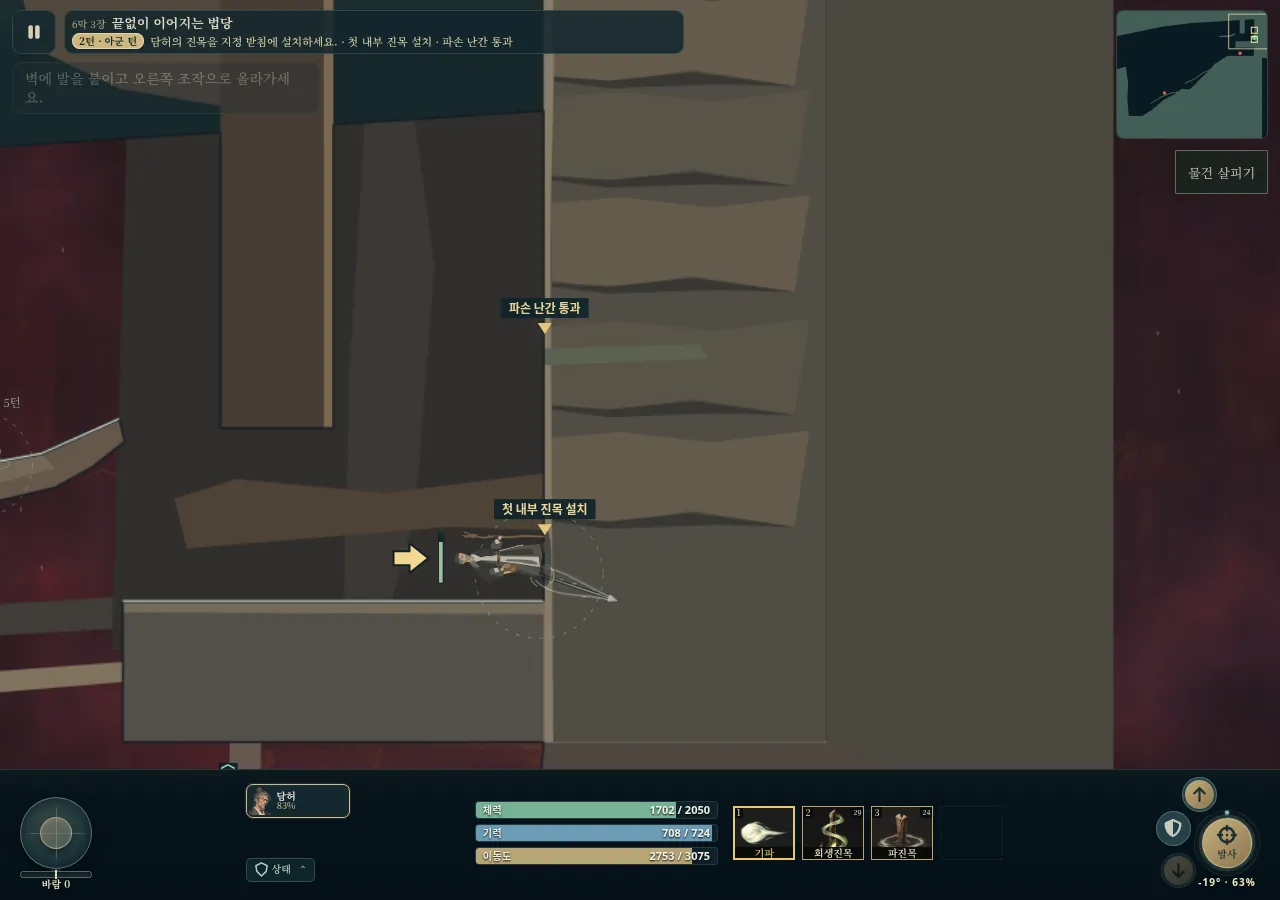 6막 3장 끝없이 이어지는 법당
2턴 · 아군 턴 담허의 진목을 지정 받침에 설치하세요. · 첫 내부 진목 설치 · 파손 난간 통과
벽에 발을 붙이고 오른쪽 조작으로 올라가세
요.
물건 살피기
파손 난간 통과
5턴
첫 내부 진목 설치
담허
83%
체력 1702 / 2050
기력 708 / 724
이동도 2753 / 3075
1 기파
2 29 회생진목
3 24 파진목
상태
발사
바람 0
-19° · 63%